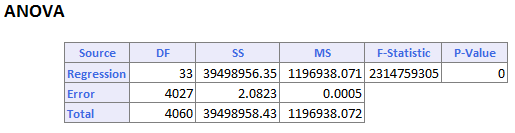 ANOVA
Source DF SS MS F-Statistic P-Value
Regression 33 39498956.35 1196938.071 2314759305 0
Error 4027 2.0823 0.0005
Total 4060 39498958.43 1196938.072